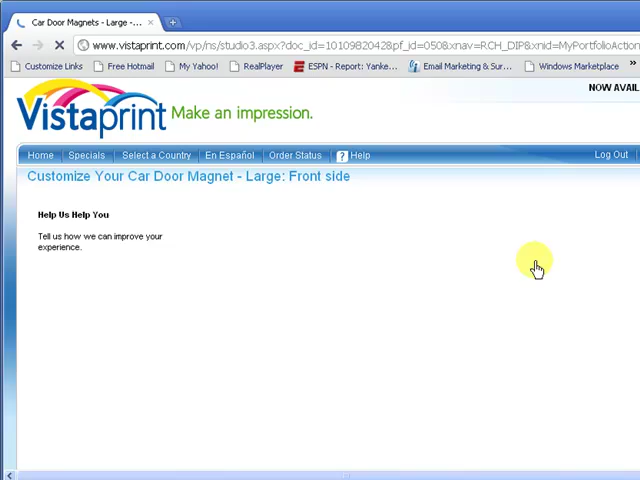 Car Door Magnets - Large -...
www.vistaprint.com/vp/ns/studio3.aspx?doc_id=101098204&pf_id=050&xnav=RCH_DIP&xnid=MyPortfolioAction
Customize Links Free Hotmail My Yahoo! RealPlayer ESPN - Report: Yanke... Email Marketing & Sur... Windows Marketplace »
NOW AVAIL
Vistaprint Make an impression.
Home Specials Select a Country En Español Order Status ? Help Log Out
Customize Your Car Door Magnet - Large: Front side
Help Us Help You
Tell us how we can improve your
experience.